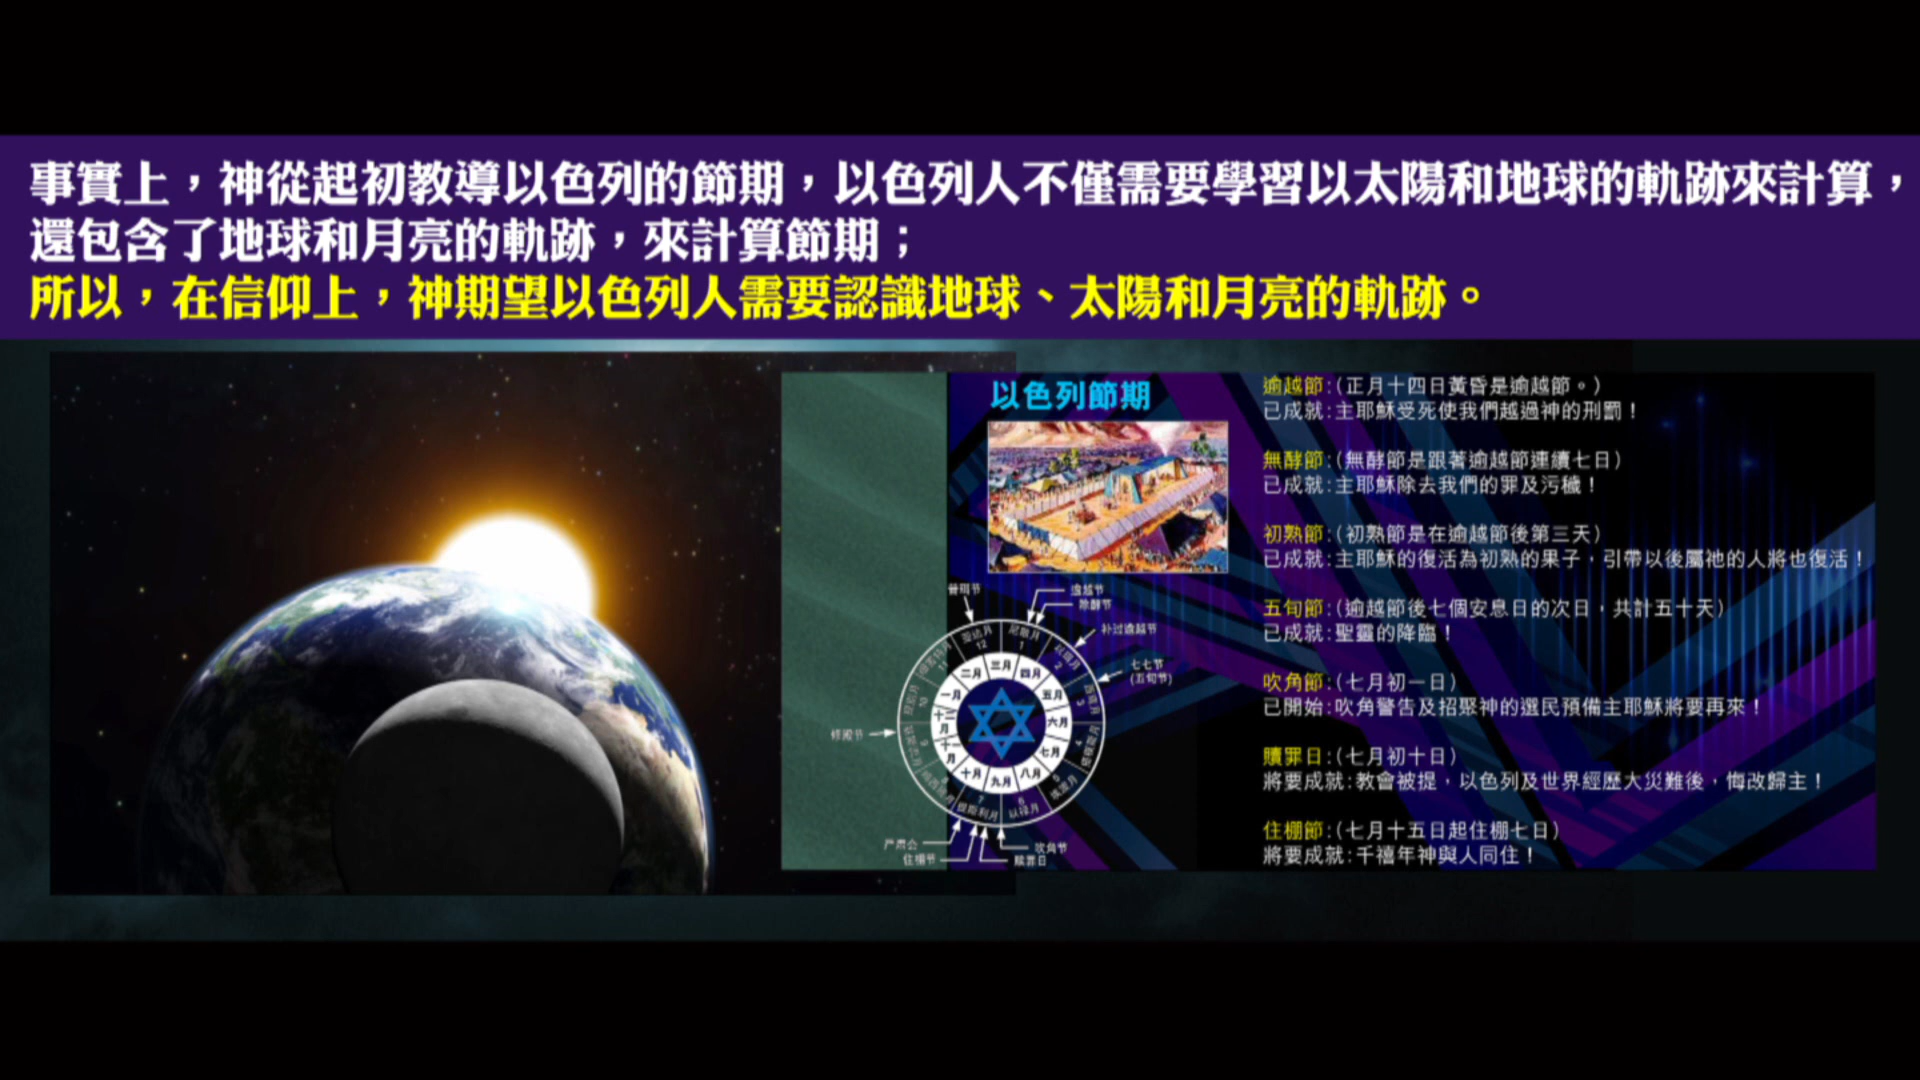 事實上，神從起初教導以色列的節期，以色列人不僅需要學習以太陽和地球的軌跡來計算，
還包含了地球和月亮的軌跡，來計算節期；
所以，在信仰上，神期望以色列人需要認識地球、太陽和月亮的軌跡。
以色列節期
逾越節:(正月十四日黃昏是逾越節。)
已成就:主耶穌受死使我們越過神的刑罰！
無酵節:(無酵節是跟著逾越節連續七日)
已成就:主耶穌除去我們的罪及污穢！
初熟節:(初熟節是在逾越節後第三天)
已成就:主耶穌的復活為初熟的果子，引帶以後屬祂的人將也復活！
五旬節:(逾越節後七個安息日的次日，共計五十天)
已成就:聖靈的降臨！
吹角節:(七月初一日)
已開始:吹角警告及招聚神的選民預備主耶穌將要再來！
贖罪日:(七月初十日)
將要成就:教會被提，以色列及世界經歷大災難後，悔改歸主！
住棚節:(七月十五日起住棚七日)
將要成就:千禧年神與人同住！
普珥节
逾越节
除酵节
补过逾越节
七七节
(五旬节)
修殿节
严肃会
住棚节
吹角节
赎罪日
一月
二月
三月
四月
五月
六月
七月
八月
九月
十月
十一月
十二月